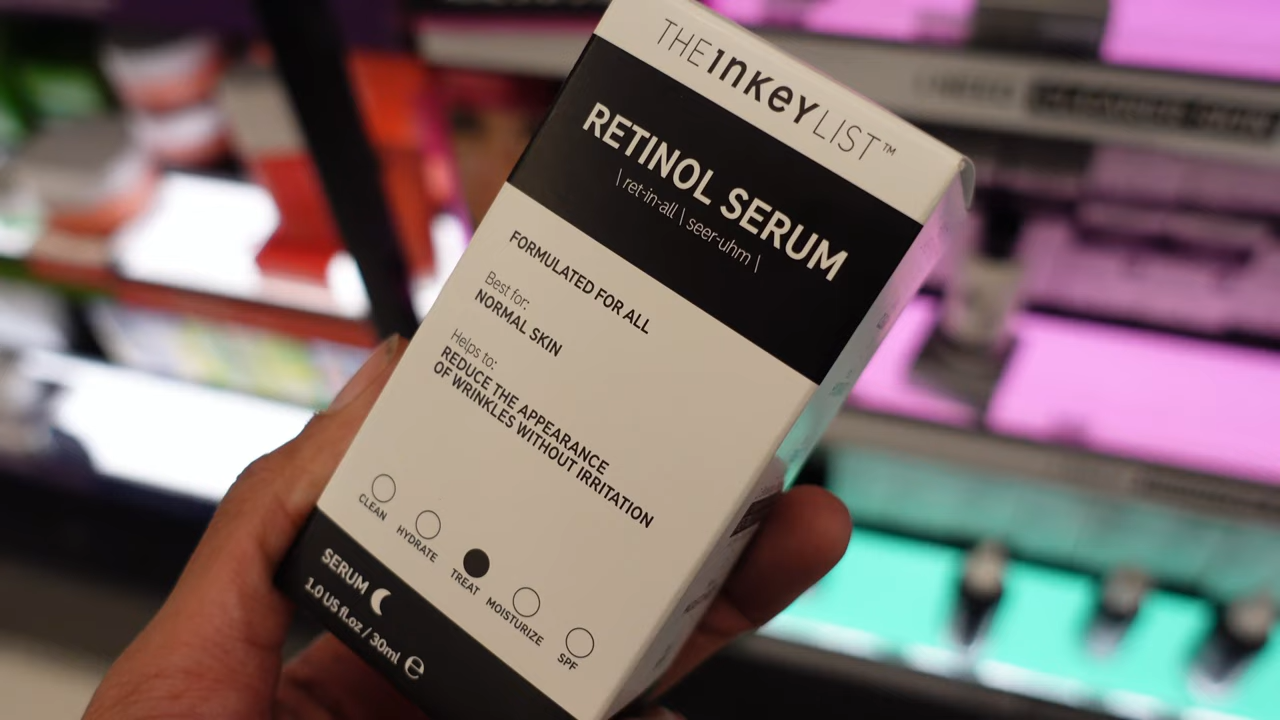 THE INKEY LIST™
RETINOL SERUM
\ ret-in-all \ seer-uhm \
FORMULATED FOR ALL
Best for:
NORMAL SKIN
Helps to:
REDUCE THE APPEARANCE
OF WRINKLES WITHOUT IRRITATION
CLEAN
HYDRATE
TREAT
MOISTURIZE
SPF
SERUM
1.0 US fl.oz / 30ml ℮